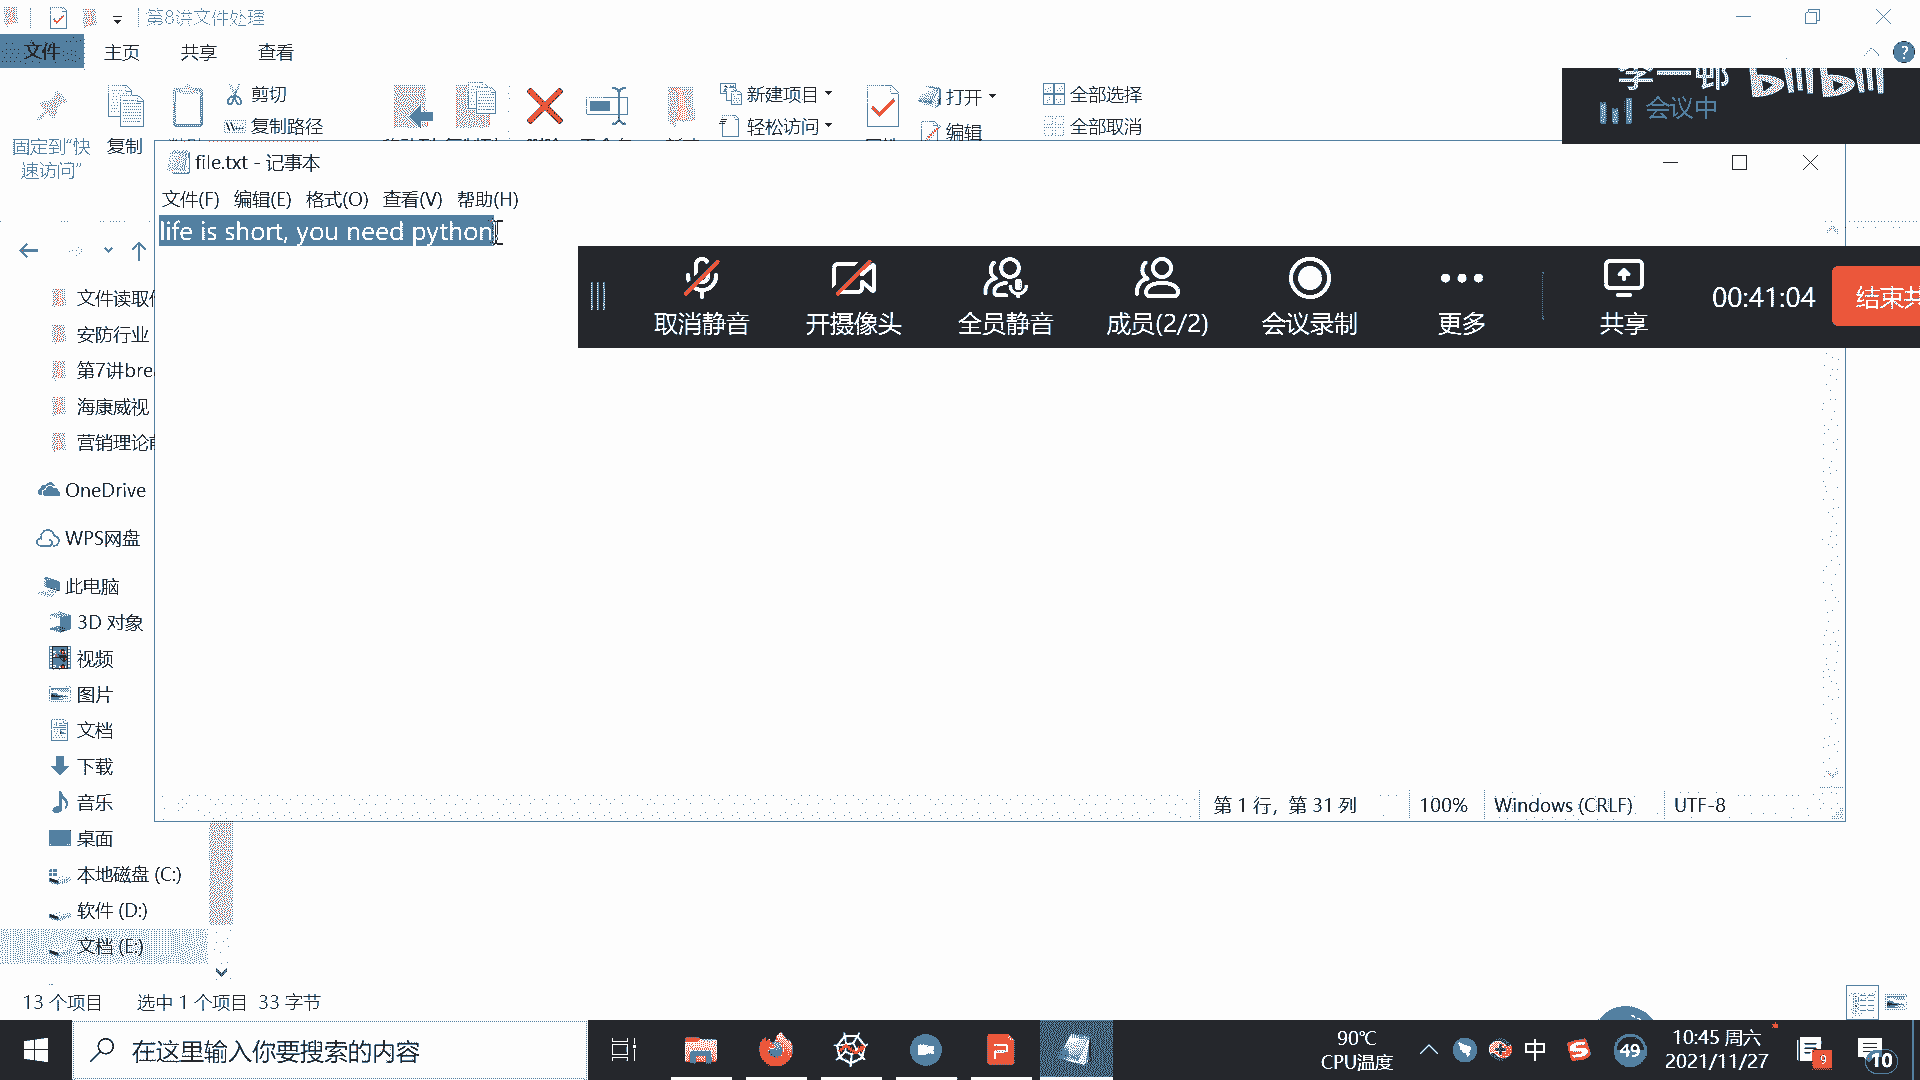 第8讲文件处理
文件 主页 共享 查看
剪切
复制路径
固定到"快
速访问"
复制
新建项目
轻松访问
打开
编辑
全部选择
全部取消
bilibili
会议中
file.txt - 记事本
文件(F) 编辑(E) 格式(O) 查看(V) 帮助(H)
life is short, you need python
取消静音 开摄像头 全员静音 成员(2/2) 会议录制 更多 共享 00:41:04 结束共
文件读取
安防行业
第7讲brea
海康威视
营销理论
OneDrive
WPS网盘
此电脑
3D 对象
视频
图片
文档
下载
音乐
桌面
本地磁盘 (C:)
软件 (D:)
文档 (E:)
第 1 行，第 31 列 100% Windows (CRLF) UTF-8
13 个项目 选中 1 个项目 33 字节
在这里输入你要搜索的内容
90℃
CPU温度
中
49
10:45 周六
2021/11/27
9
10